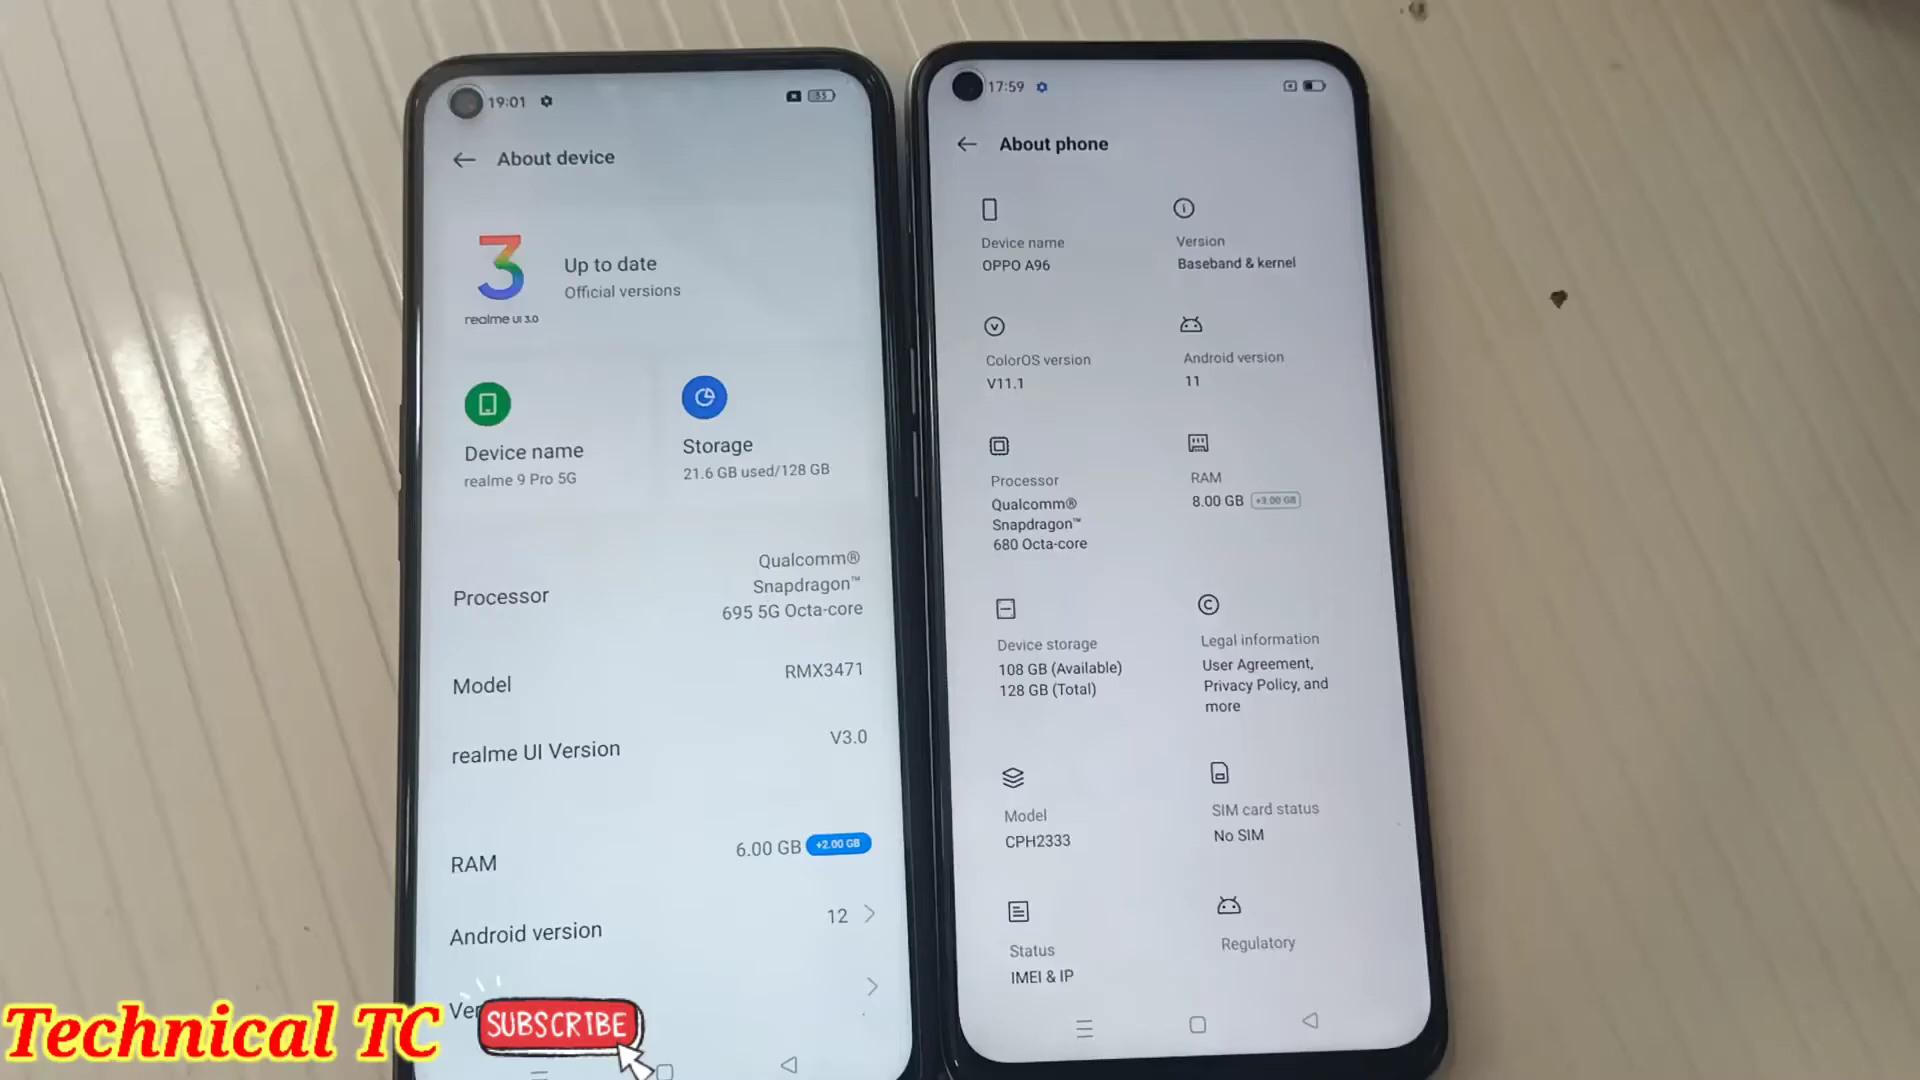 19:01
33
About device
3
realme UI 3.0
Up to date
Official versions
Device name
realme 9 Pro 5G
Storage
21.6 GB used/128 GB
Processor
Qualcomm®
Snapdragon™
695 5G Octa-core
Model
RMX3471
realme UI Version
V3.0
RAM
6.00 GB +2.00 GB
Android version
12
Ver
17:59
About phone
Device name
OPPO A96
Version
Baseband & kernel
ColorOS version
V11.1
Android version
11
Processor
Qualcomm®
Snapdragon™
680 Octa-core
RAM
8.00 GB +3.00 GB
Device storage
108 GB (Available)
128 GB (Total)
Legal information
User Agreement,
Privacy Policy, and
more
Model
CPH2333
SIM card status
No SIM
Status
IMEI & IP
Regulatory
Technical TC
SUBSCRIBE